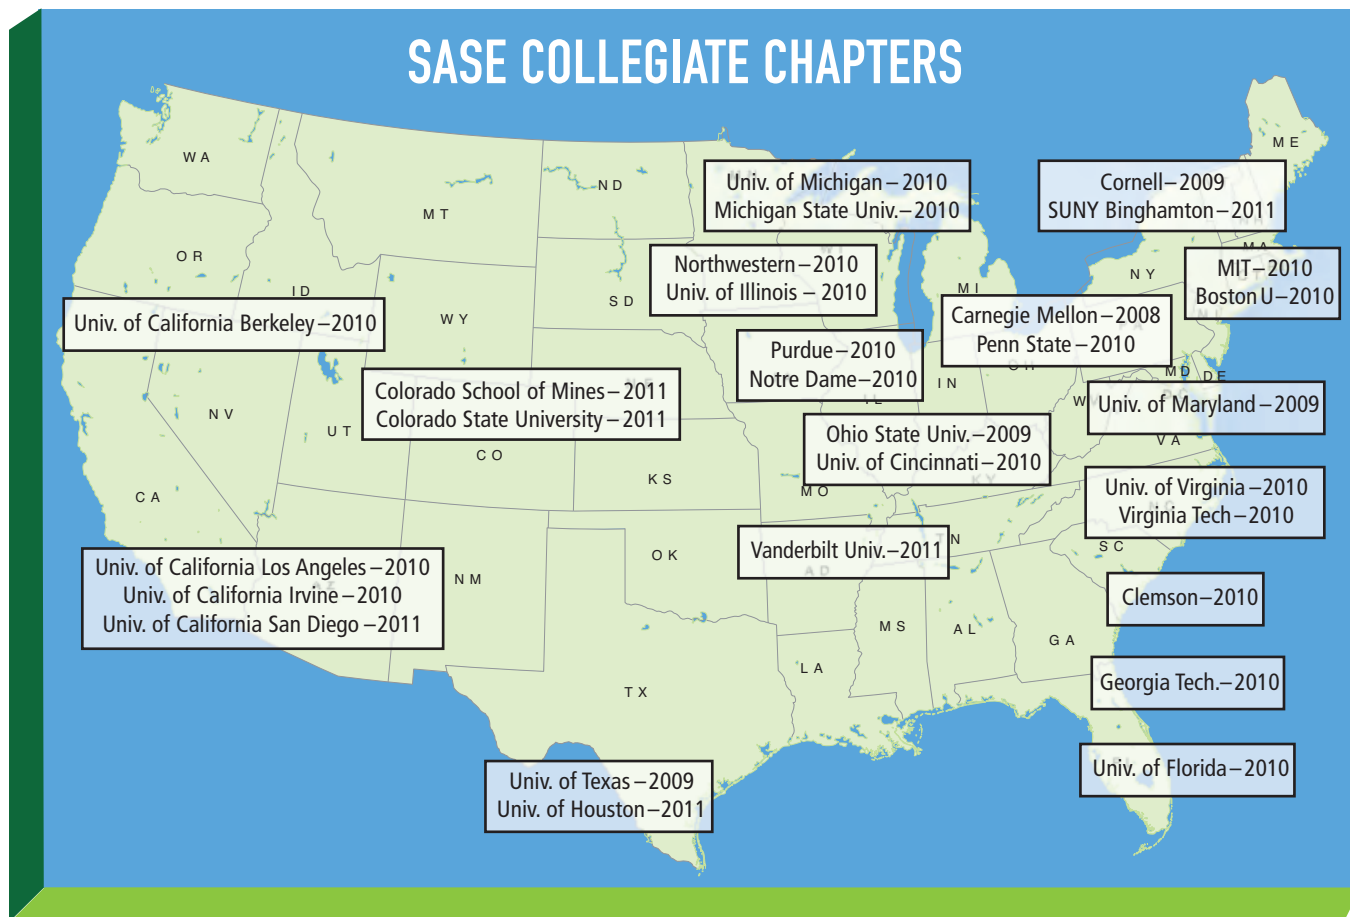 SASE COLLEGIATE CHAPTERS
WA
OR
ID
MT
ND
SD
WY
NV
UT
CA
CO
KS
NM
OK
TX
MO
LA
MS
AL
GA
TN
SC
VA
MD
DE
IN
MI
NY
ME
MA
OH
KY
IL
Univ. of Michigan–2010
Michigan State Univ.–2010
Cornell–2009
SUNY Binghamton–2011
Northwestern–2010
Univ. of Illinois – 2010
MIT–2010
Boston U–2010
Univ. of California Berkeley–2010
Carnegie Mellon–2008
Penn State–2010
Purdue–2010
Notre Dame–2010
Colorado School of Mines–2011
Colorado State University–2011
Univ. of Maryland–2009
Ohio State Univ.–2009
Univ. of Cincinnati–2010
Univ. of Virginia–2010
Virginia Tech–2010
Vanderbilt Univ.–2011
Univ. of California Los Angeles–2010
Univ. of California Irvine–2010
Univ. of California San Diego–2011
Clemson–2010
Georgia Tech.–2010
Univ. of Florida–2010
Univ. of Texas–2009
Univ. of Houston–2011